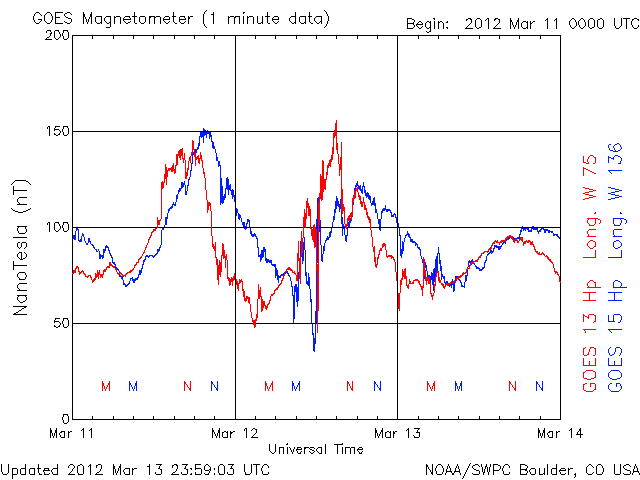 GOES Magnetometer (1 minute data)
Begin: 2012 Mar 11 0000 UTC
200
150
100
50
0
NanoTesla (nT)
M M N N M M N N M M N N
Mar 11 Mar 12 Mar 13 Mar 14
Universal Time
GOES 13 Hp Long. W 75
GOES 15 Hp Long. W 136
Updated 2012 Mar 13 23:59:03 UTC
NOAA/SWPC Boulder, CO USA